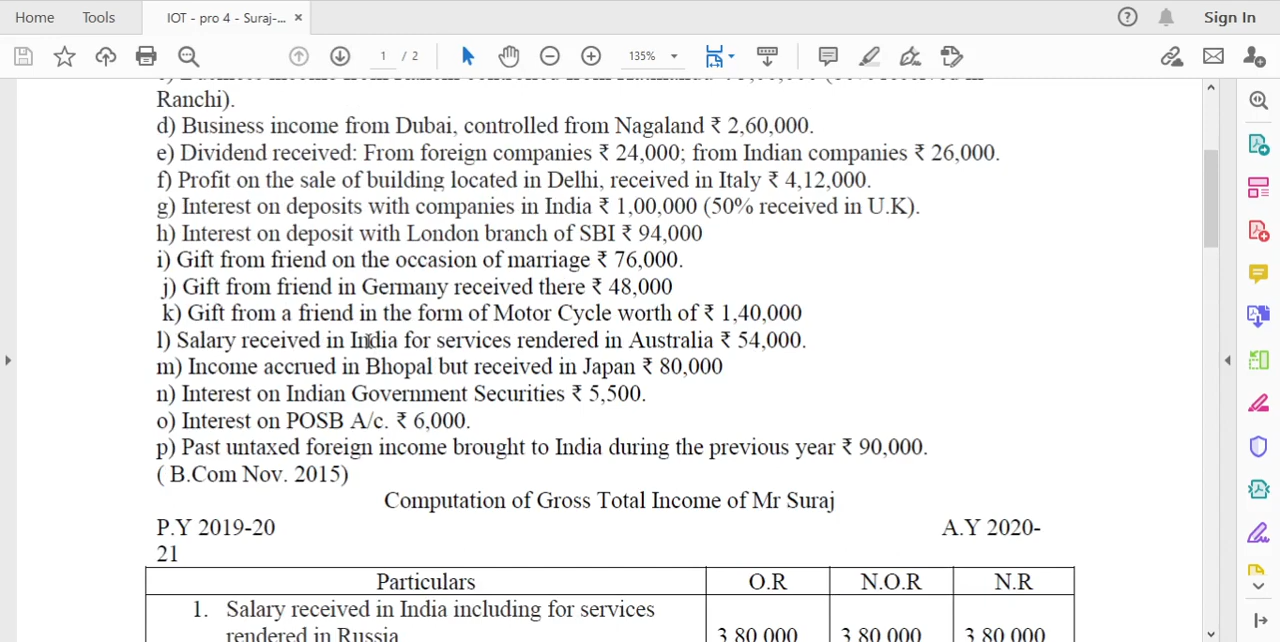 Home Tools IOT - pro 4 - Suraj-... × Sign In
1 / 2 135%
Ranchi).
d) Business income from Dubai, controlled from Nagaland ₹ 2,60,000.
e) Dividend received: From foreign companies ₹ 24,000; from Indian companies ₹ 26,000.
f) Profit on the sale of building located in Delhi, received in Italy ₹ 4,12,000.
g) Interest on deposits with companies in India ₹ 1,00,000 (50% received in U.K).
h) Interest on deposit with London branch of SBI ₹ 94,000
i) Gift from friend on the occasion of marriage ₹ 76,000.
j) Gift from friend in Germany received there ₹ 48,000
k) Gift from a friend in the form of Motor Cycle worth of ₹ 1,40,000
l) Salary received in India for services rendered in Australia ₹ 54,000.
m) Income accrued in Bhopal but received in Japan ₹ 80,000
n) Interest on Indian Government Securities ₹ 5,500.
o) Interest on POSB A/c. ₹ 6,000.
p) Past untaxed foreign income brought to India during the previous year ₹ 90,000.
( B.Com Nov. 2015)
Computation of Gross Total Income of Mr Suraj
P.Y 2019-20 A.Y 2020-
21
Particulars O.R N.O.R N.R
1. Salary received in India including for services
rendered in Russia 3,80,000 3,80,000 3,80,000